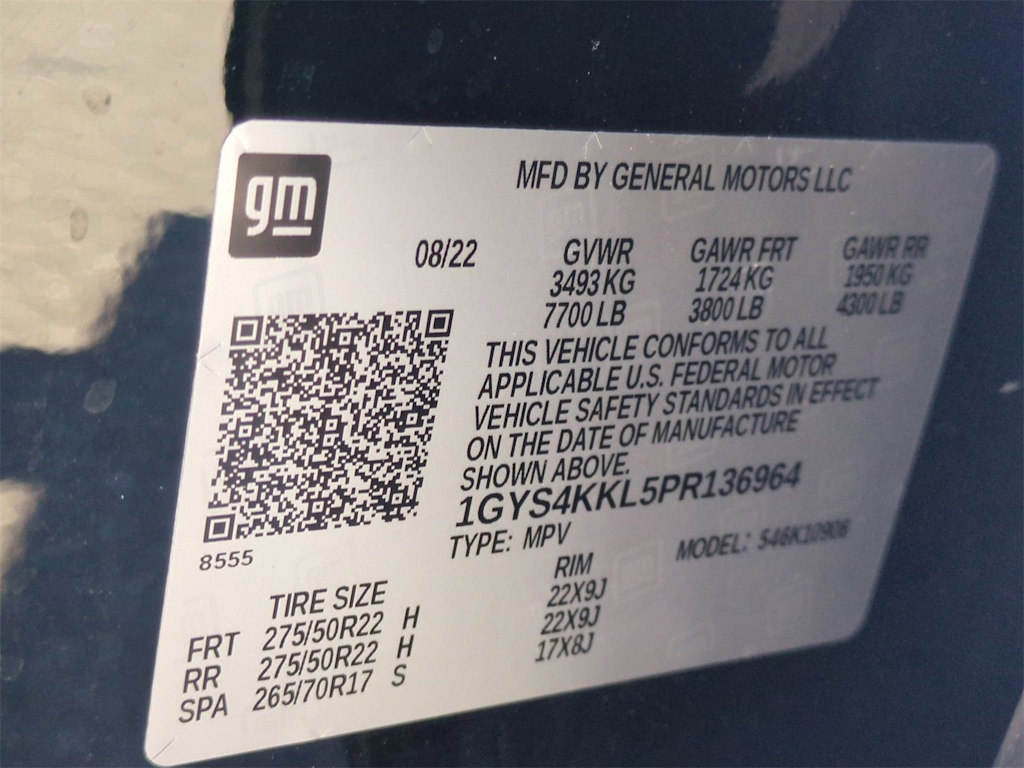 gm
MFD BY GENERAL MOTORS LLC
08/22 GVWR GAWR FRT GAWR RR
3493 KG 1724 KG 1950 KG
7700 LB 3800 LB 4300 LB
THIS VEHICLE CONFORMS TO ALL
APPLICABLE U.S. FEDERAL MOTOR
VEHICLE SAFETY STANDARDS IN EFFECT
ON THE DATE OF MANUFACTURE
SHOWN ABOVE.
1GYS4KKL5PR136964
TYPE: MPV MODEL: 546K10906
8555
TIRE SIZE RIM
FRT 275/50R22 H 22X9J
RR 275/50R22 H 22X9J
SPA 265/70R17 S 17X8J